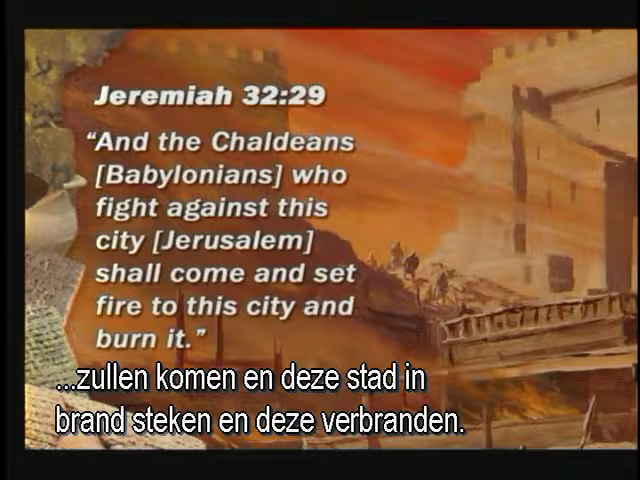 Jeremiah 32:29
“And the Chaldeans
[Babylonians] who
fight against this
city [Jerusalem]
shall come and set
fire to this city and
burn it.”
...zullen komen en deze stad in
brand steken en deze verbranden.